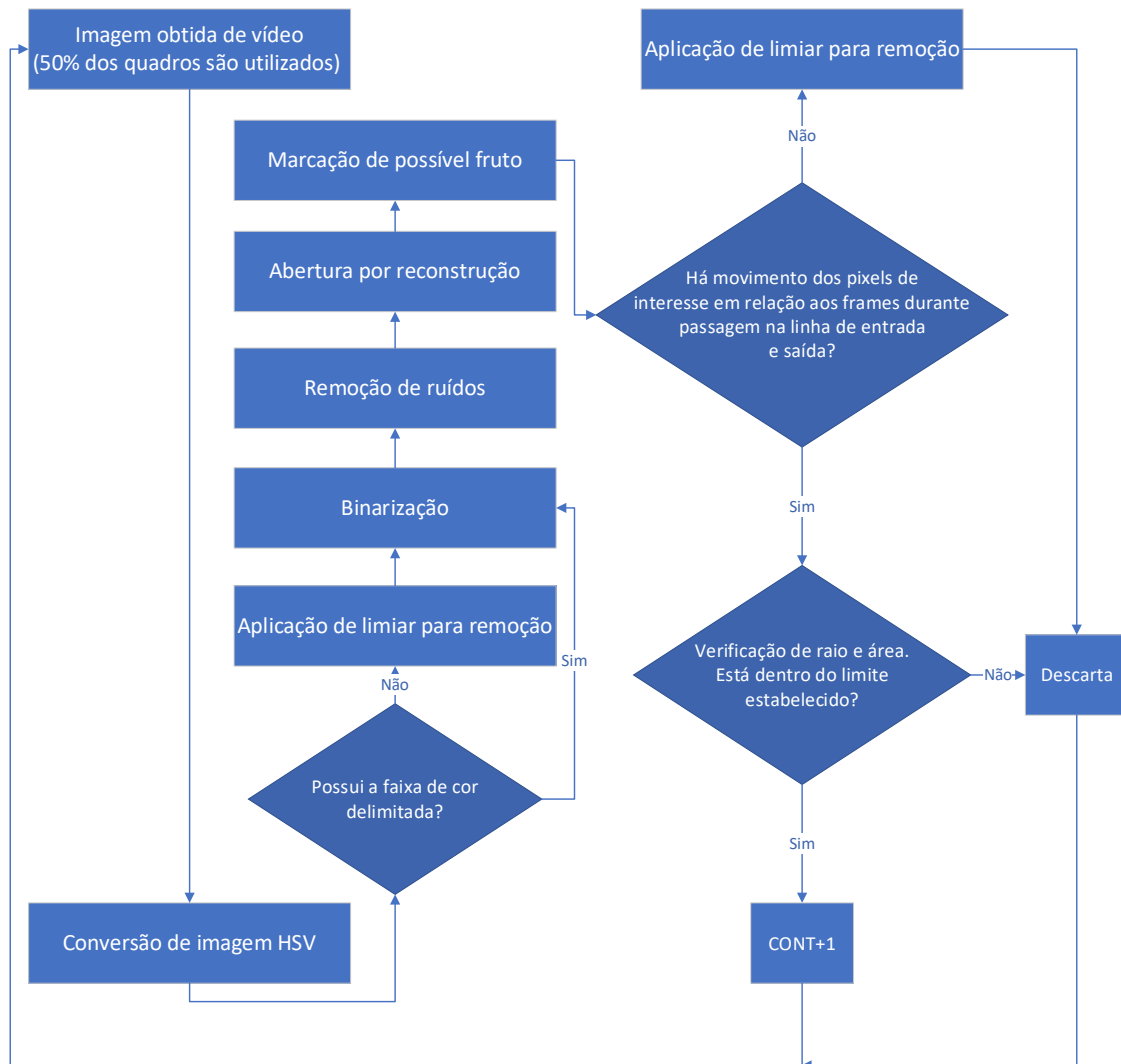 Imagem obtida de vídeo
(50% dos quadros são utilizados)
Conversão de imagem HSV
Possui a faixa de cor
delimitada?
Não
Sim
Aplicação de limiar para remoção
Binarização
Remoção de ruídos
Abertura por reconstrução
Marcação de possível fruto
Há movimento dos pixels de
interesse em relação aos frames durante
passagem na linha de entrada
e saída?
Não
Aplicação de limiar para remoção
Sim
Verificação de raio e área.
Está dentro do limite
estabelecido?
Não
Descarta
Sim
CONT+1